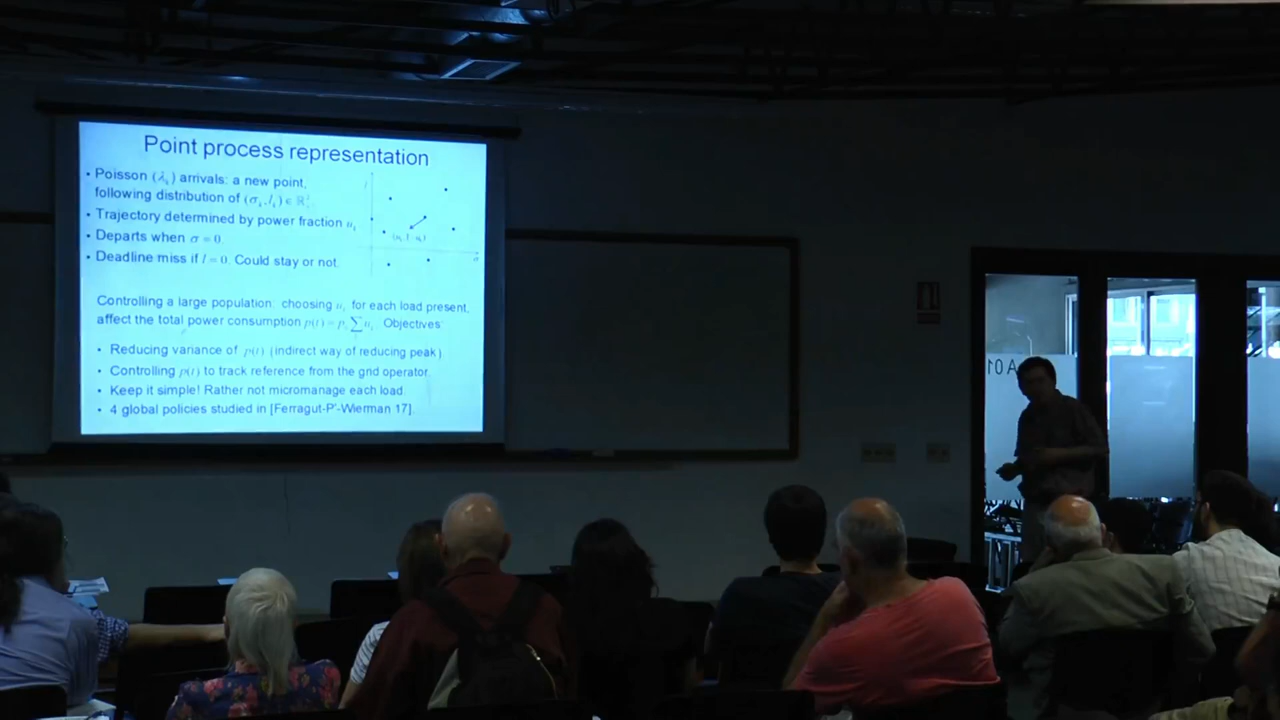 Point process representation
• Poisson (λₖ) arrivals: a new point,
following distribution of (σₖ, lₖ) ∈ ℝ
• Trajectory determined by power fraction uₖ
• Departs when σ = 0.
• Deadline miss if l = 0. Could stay or not.
Controlling a large population: choosing uₖ for each load present,
affect the total power consumption p(t) = p₀∑uₖ. Objectives:
• Reducing variance of p(t) (indirect way of reducing peak).
• Controlling p(t) to track reference from the grid operator.
• Keep it simple! Rather not micromanage each load.
• 4 global policies studied in [Ferragut-P'-Wierman 17].
A01